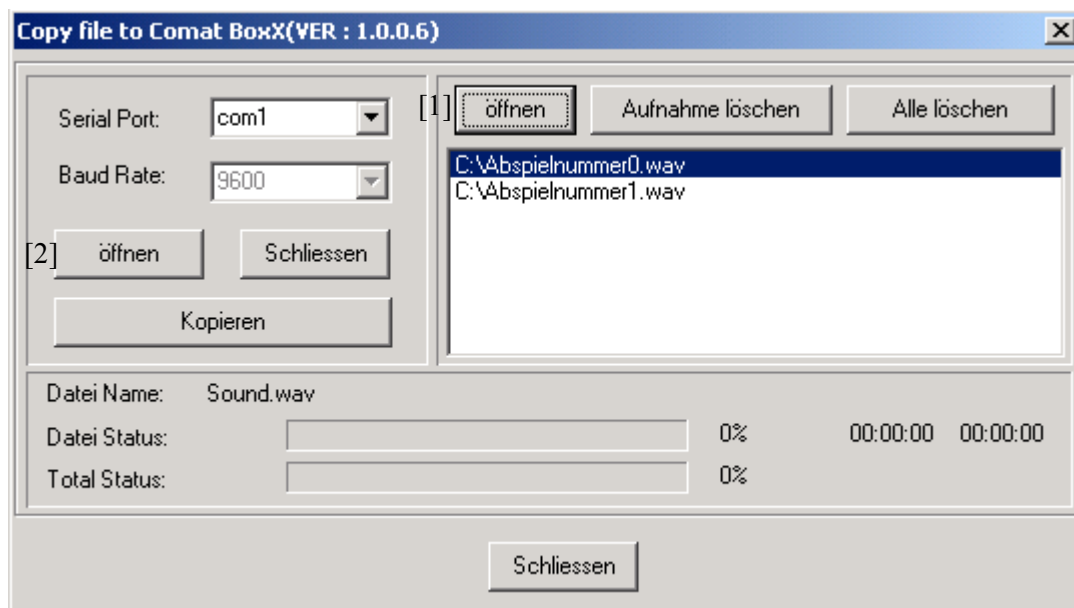 Copy file to Comat BoxX(VER : 1.0.0.6)
Serial Port: com1
Baud Rate: 9600
[2] öffnen Schliessen
Kopieren
[1] öffnen Aufnahme löschen Alle löschen
C:\Abspielnummer0.wav
C:\Abspielnummer1.wav
Datei Name: Sound.wav
Datei Status: 0% 00:00:00 00:00:00
Total Status: 0%
Schliessen